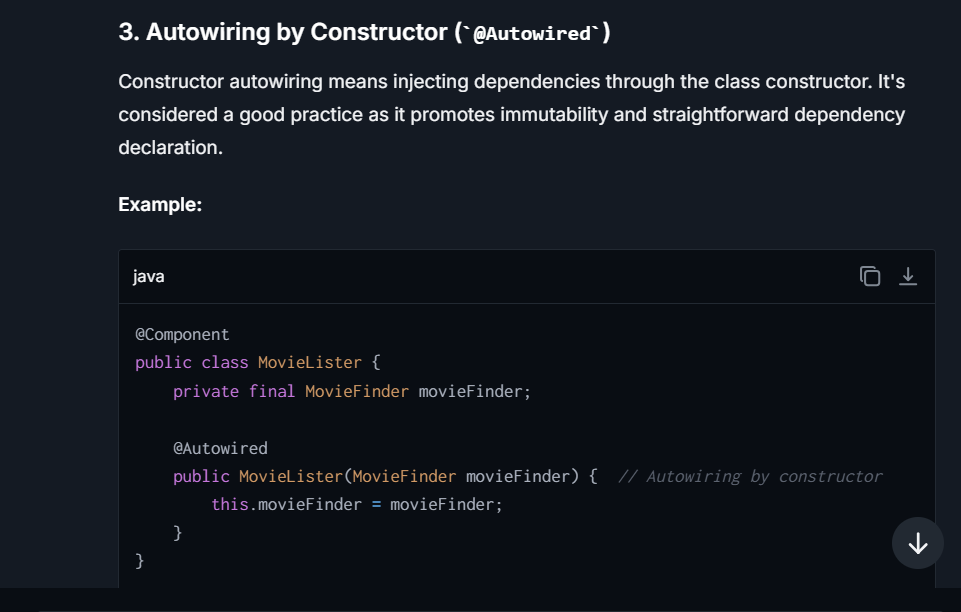 3. Autowiring by Constructor (`@Autowired`)
Constructor autowiring means injecting dependencies through the class constructor. It's
considered a good practice as it promotes immutability and straightforward dependency
declaration.
Example:
java
@Component
public class MovieLister {
    private final MovieFinder movieFinder;
    @Autowired
    public MovieLister(MovieFinder movieFinder) {  // Autowiring by constructor
        this.movieFinder = movieFinder;
    }
}